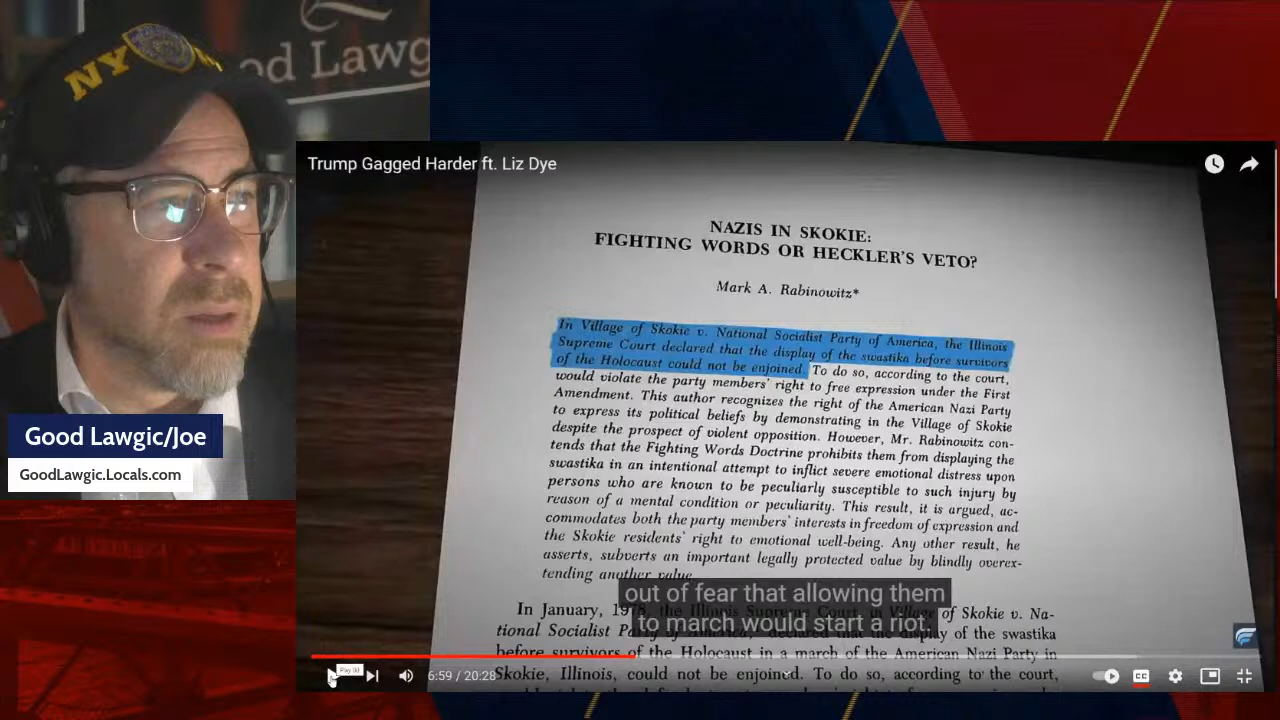 NY
od Lawg
Trump Gagged Harder ft. Liz Dye
NAZIS IN SKOKIE:
FIGHTING WORDS OR HECKLER'S VETO?
Mark A. Rabinowitz*
In Village of Skokie v. National Socialist Party of America, the Illinois
Supreme Court declared that the display of the swastika before survivors
of the Holocaust could not be enjoined. To do so, according to the court,
would violate the party members' right to free expression under the First
Amendment. This author recognizes the right of the American Nazi Party
to express its political beliefs by demonstrating in the Village of Skokie
despite the prospect of violent opposition. However, Mr. Rabinowitz con-
tends that the Fighting Words Doctrine prohibits them from displaying the
swastika in an intentional attempt to inflict severe emotional distress upon
persons who are known to be peculiarly susceptible to such injury by
reason of a mental condition or peculiarity. This result, it is argued, ac-
commodates both the party members' interests in freedom of expression and
the Skokie residents' right to emotional well-being. Any other result, he
asserts, subverts an important legally protected value by blindly overex-
tending another value.
out of fear that allowing them
to march would start a riot.
In January, 1978, the Illinois Supreme Court, in Village of Skokie v. Na-
tional Socialist Party of America, declared that the display of the swastika
before survivors of the Holocaust in a march of the American Nazi Party in
Skokie, Illinois, could not be enjoined. To do so, according to the court,
Play (k)
6:59 / 20:28
CC
Good Lawgic/Joe
GoodLawgic.Locals.com